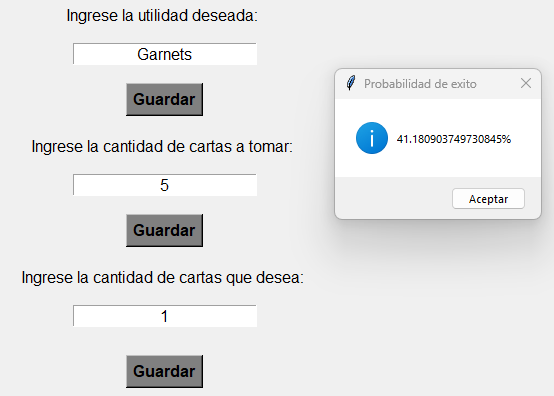 Ingrese la utilidad deseada:
Garnets
Guardar
Ingrese la cantidad de cartas a tomar:
5
Guardar
Ingrese la cantidad de cartas que desea:
1
Guardar
Probabilidad de exito
41.180903749730845%
Aceptar